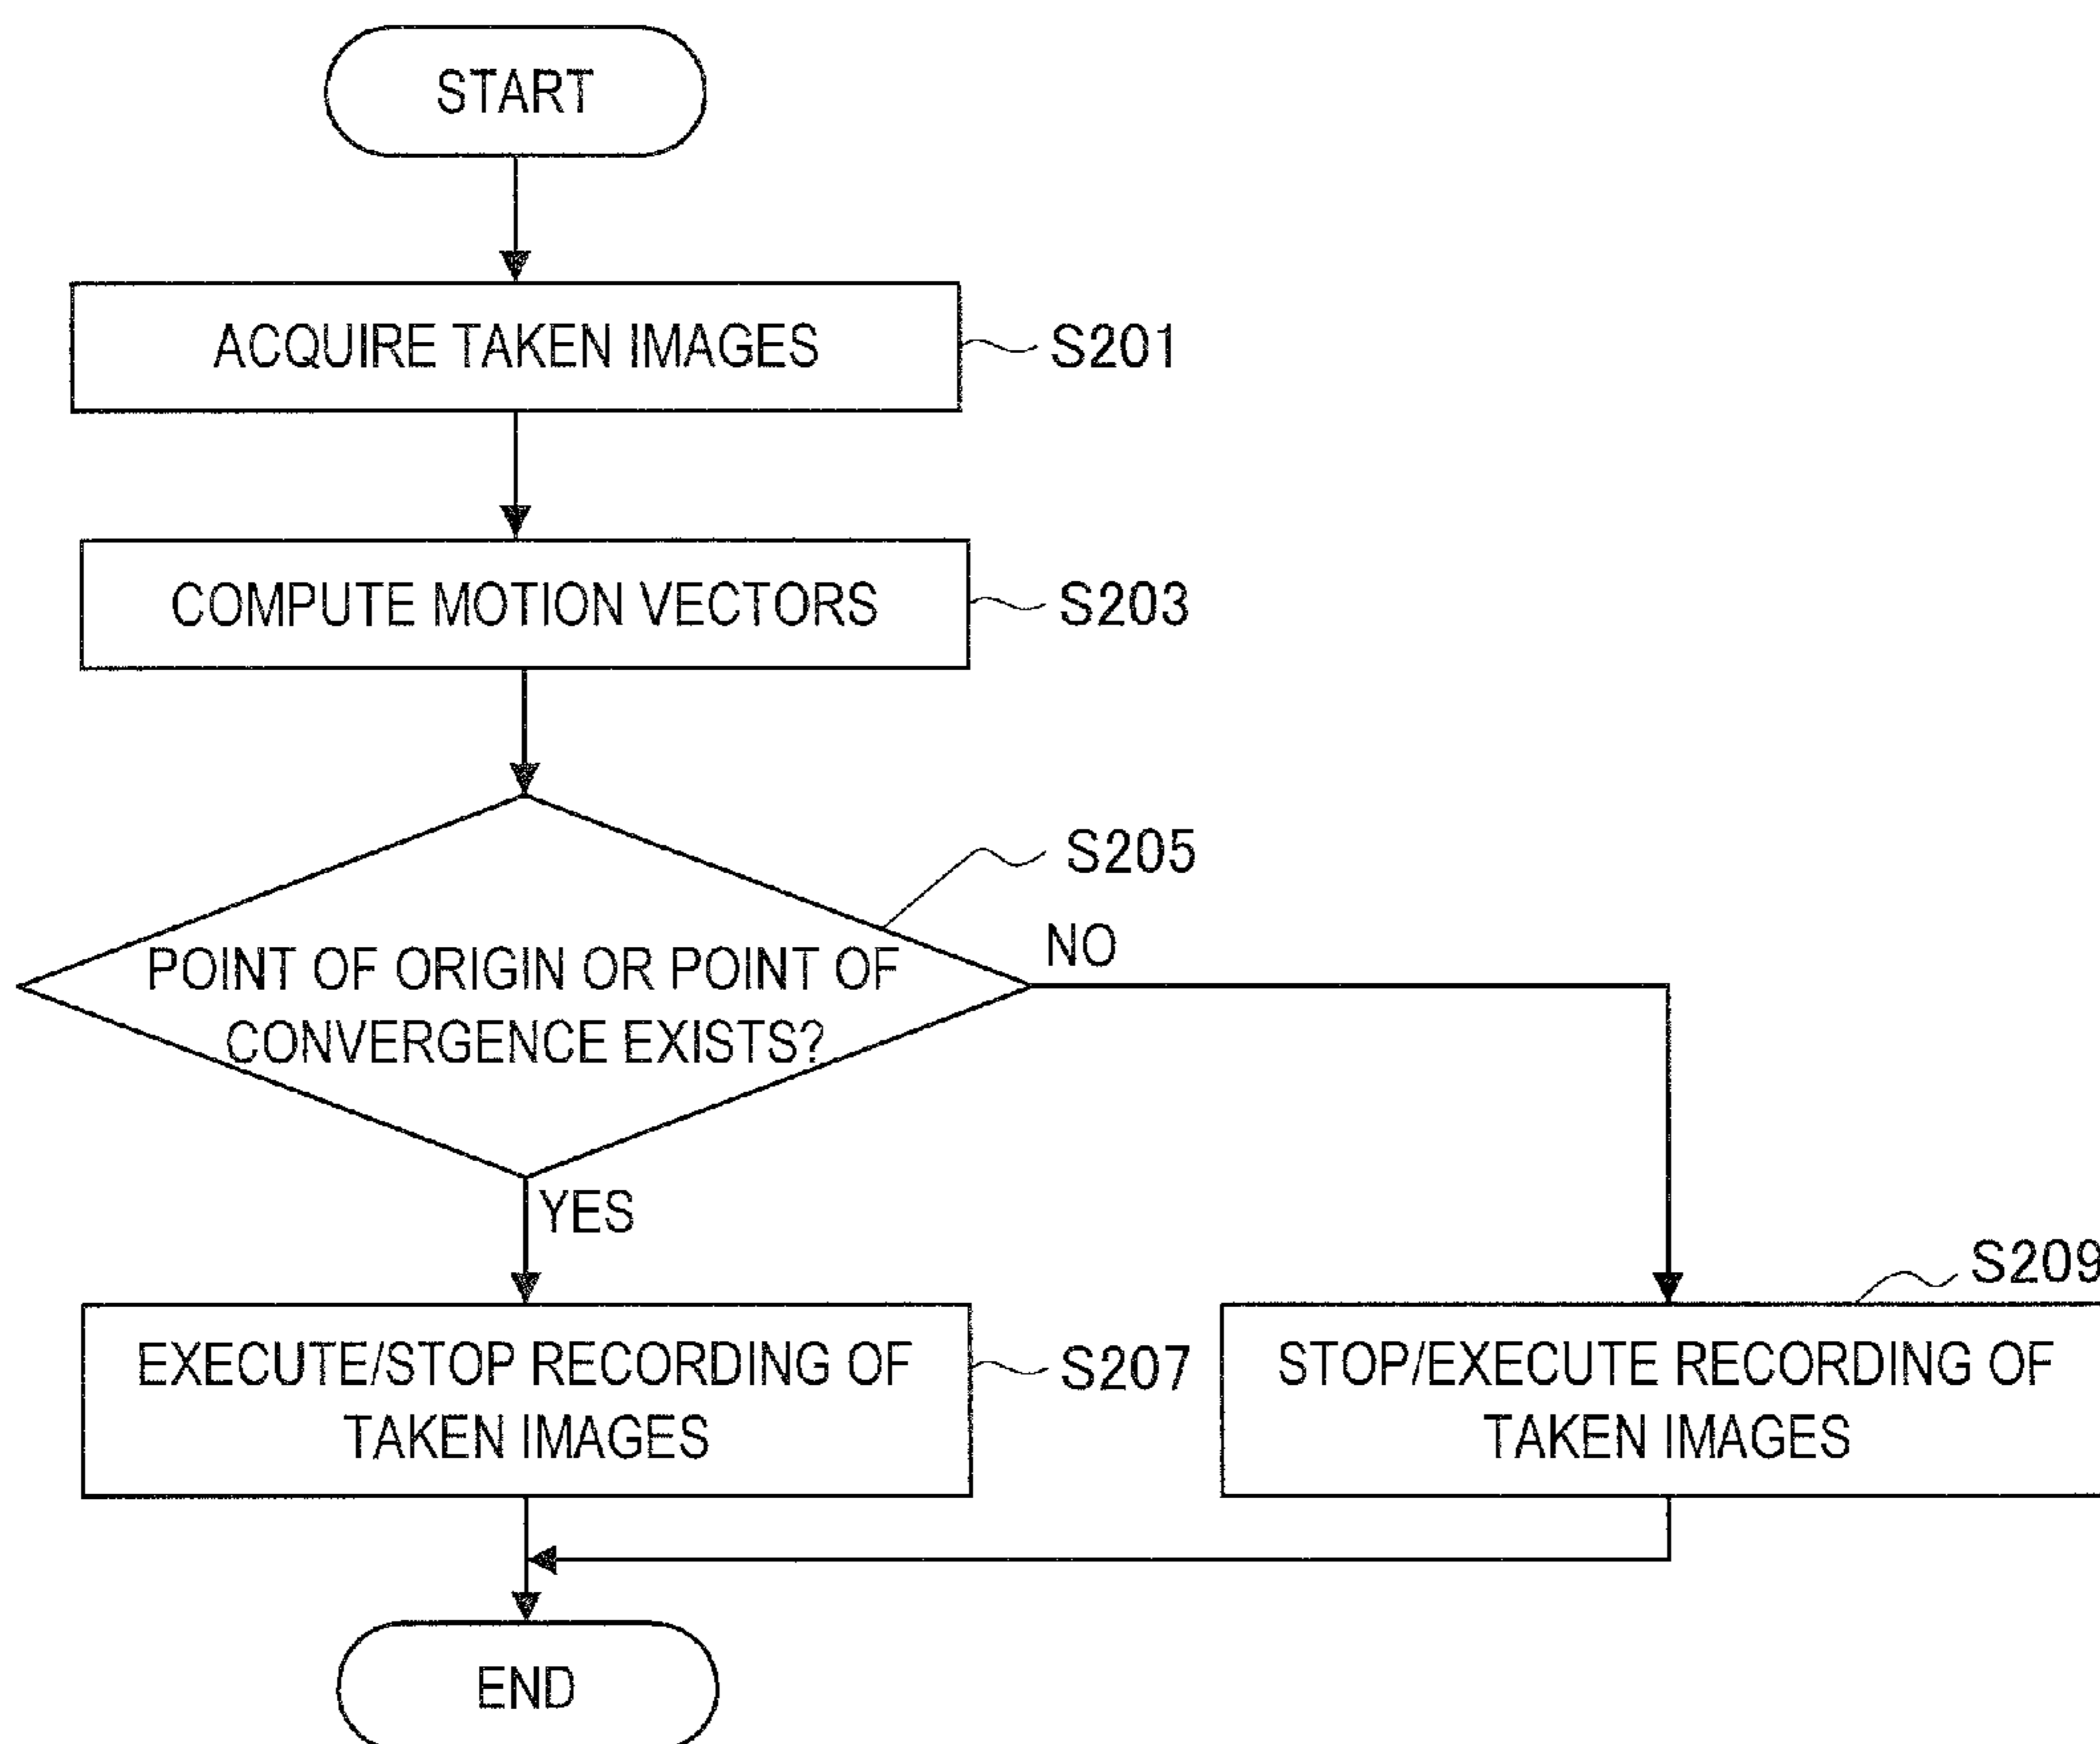 START
ACQUIRE TAKEN IMAGES
S201
COMPUTE MOTION VECTORS
S203
S205
POINT OF ORIGIN OR POINT OF
CONVERGENCE EXISTS?
NO
YES
EXECUTE/STOP RECORDING OF
TAKEN IMAGES
S207
S209
STOP/EXECUTE RECORDING OF
TAKEN IMAGES
END